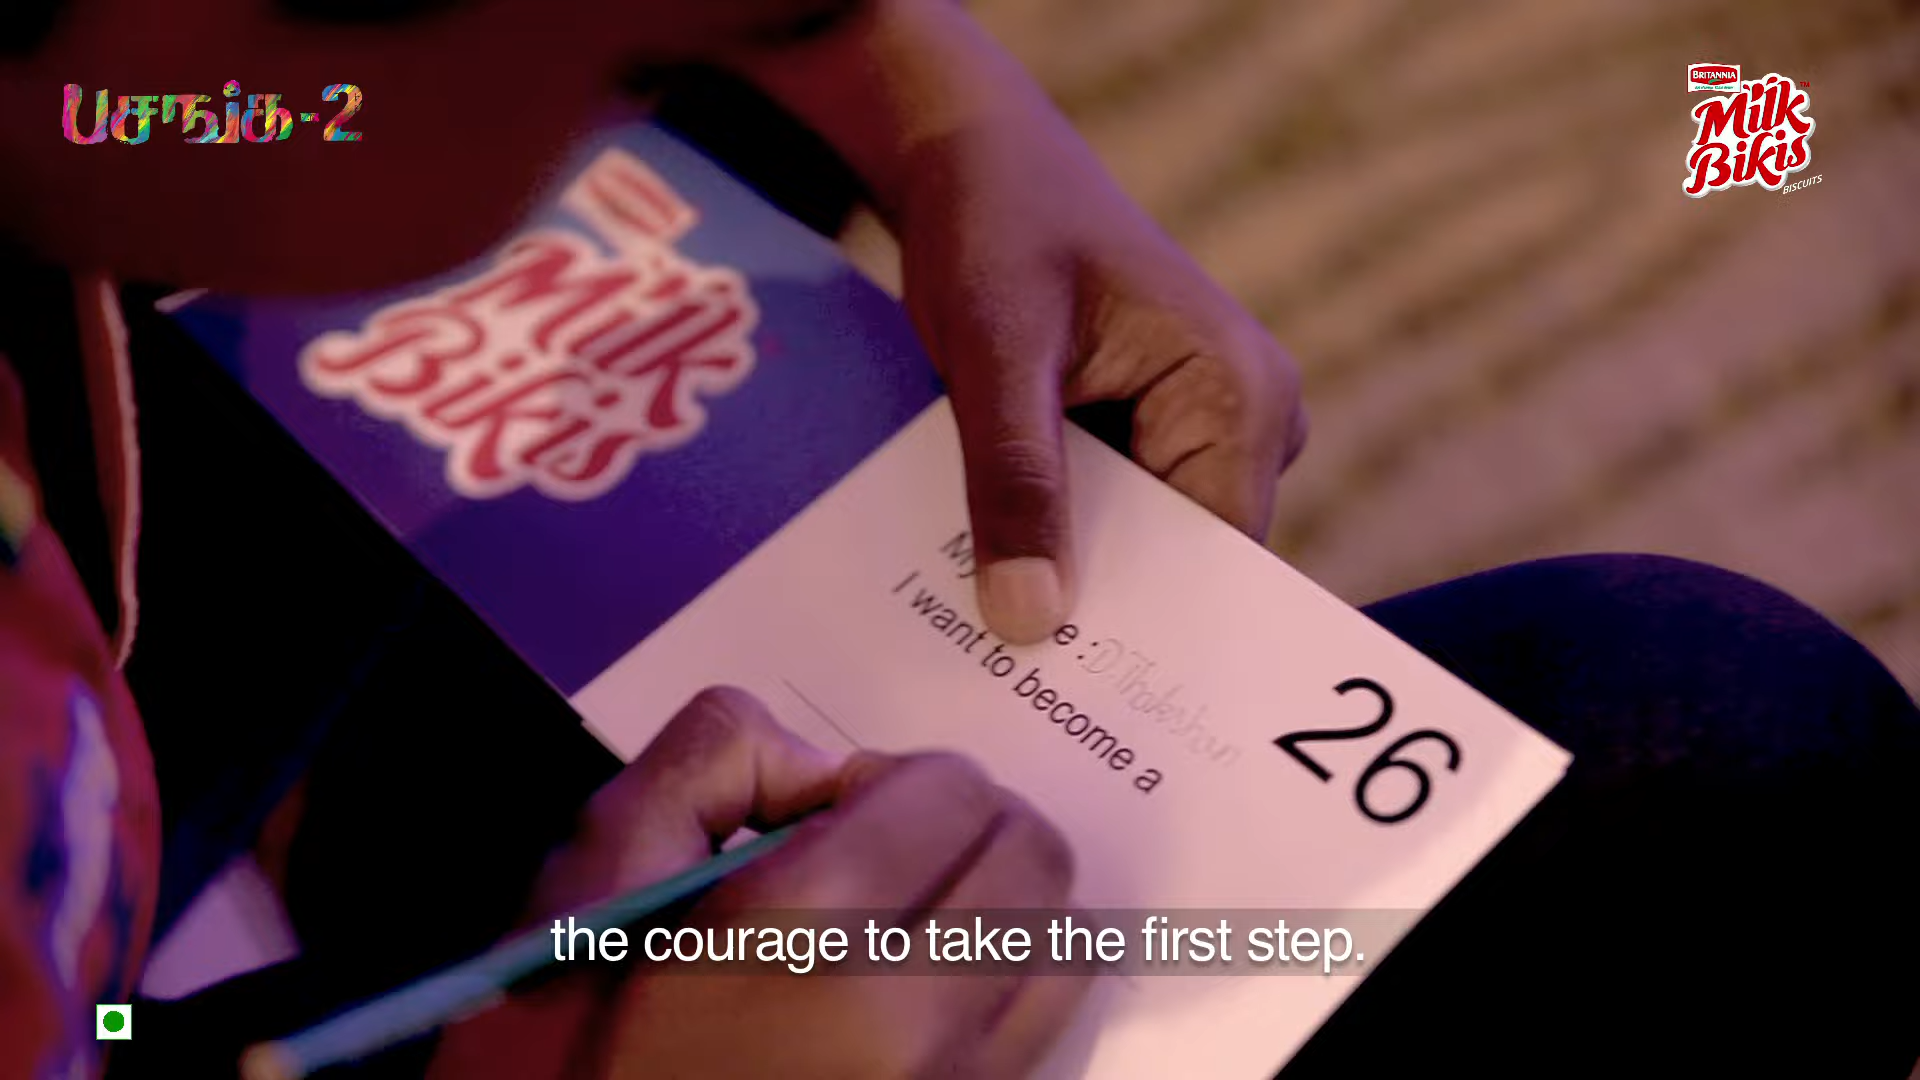 பசங்க-2
BRITANNIA
Milk
Bikis
BISCUITS
Milk
Bikis
e : D. Thakshan
I want to become a
26
the courage to take the first step.